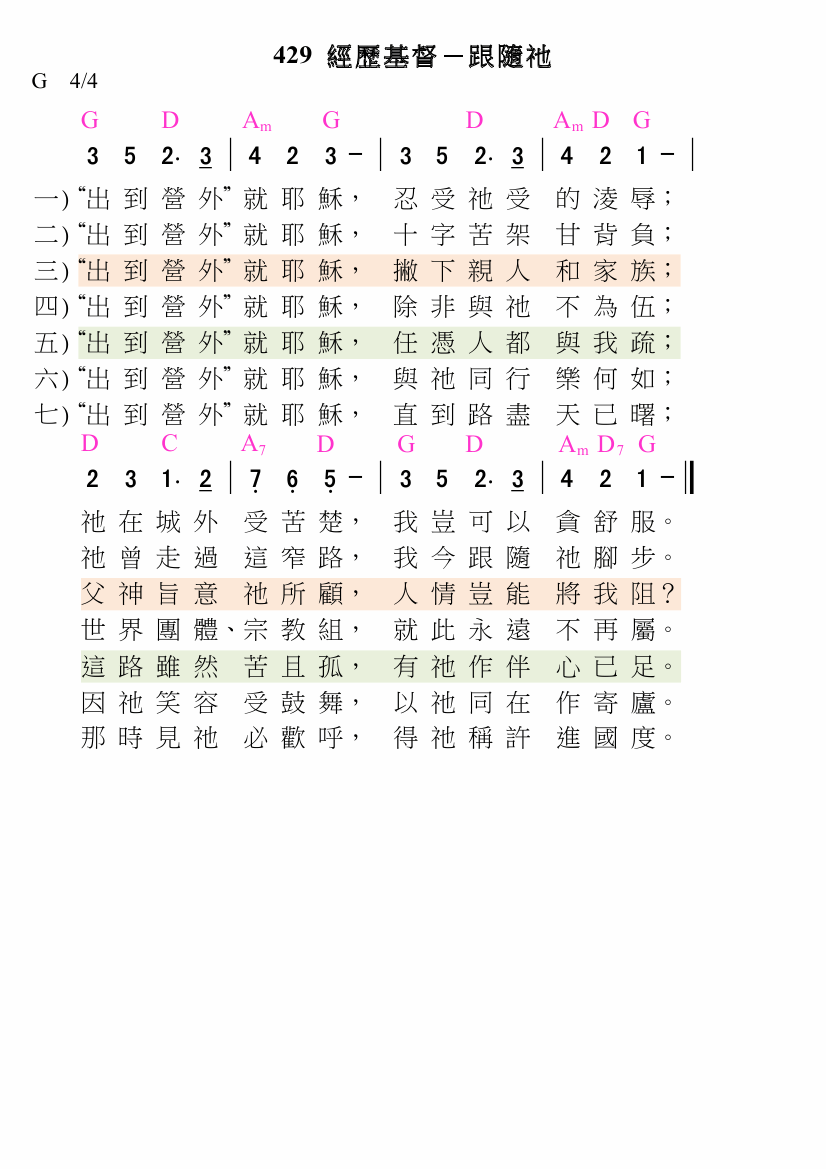 429 經歷基督－跟隨祂
G 4/4
G D Am G D Am D G
3 5 2· 3 | 4 2 3 － | 3 5 2· 3 | 4 2 1 － |
一) “出到營外”就耶穌，忍受祂受的淩辱；
二) “出到營外”就耶穌，十字苦架甘背負；
三) “出到營外”就耶穌，撇下親人和家族；
四) “出到營外”就耶穌，除非與祂不為伍；
五) “出到營外”就耶穌，任憑人都與我疏；
六) “出到營外”就耶穌，與祂同行樂何如；
七) “出到營外”就耶穌，直到路盡天已曙；
D C A7 D G D Am D7 G
2 3 1· 2 | 7̣ 6̣ 5̣ － | 3 5 2· 3 | 4 2 1 － ‖
祂在城外受苦楚，我豈可以貪舒服。
祂曾走過這窄路，我今跟隨祂腳步。
父神旨意祂所顧，人情豈能將我阻？
世界團體、宗教組，就此永遠不再屬。
這路雖然苦且孤，有祂作伴心已足。
因祂笑容受鼓舞，以祂同在作寄廬。
那時見祂必歡呼，得祂稱許進國度。